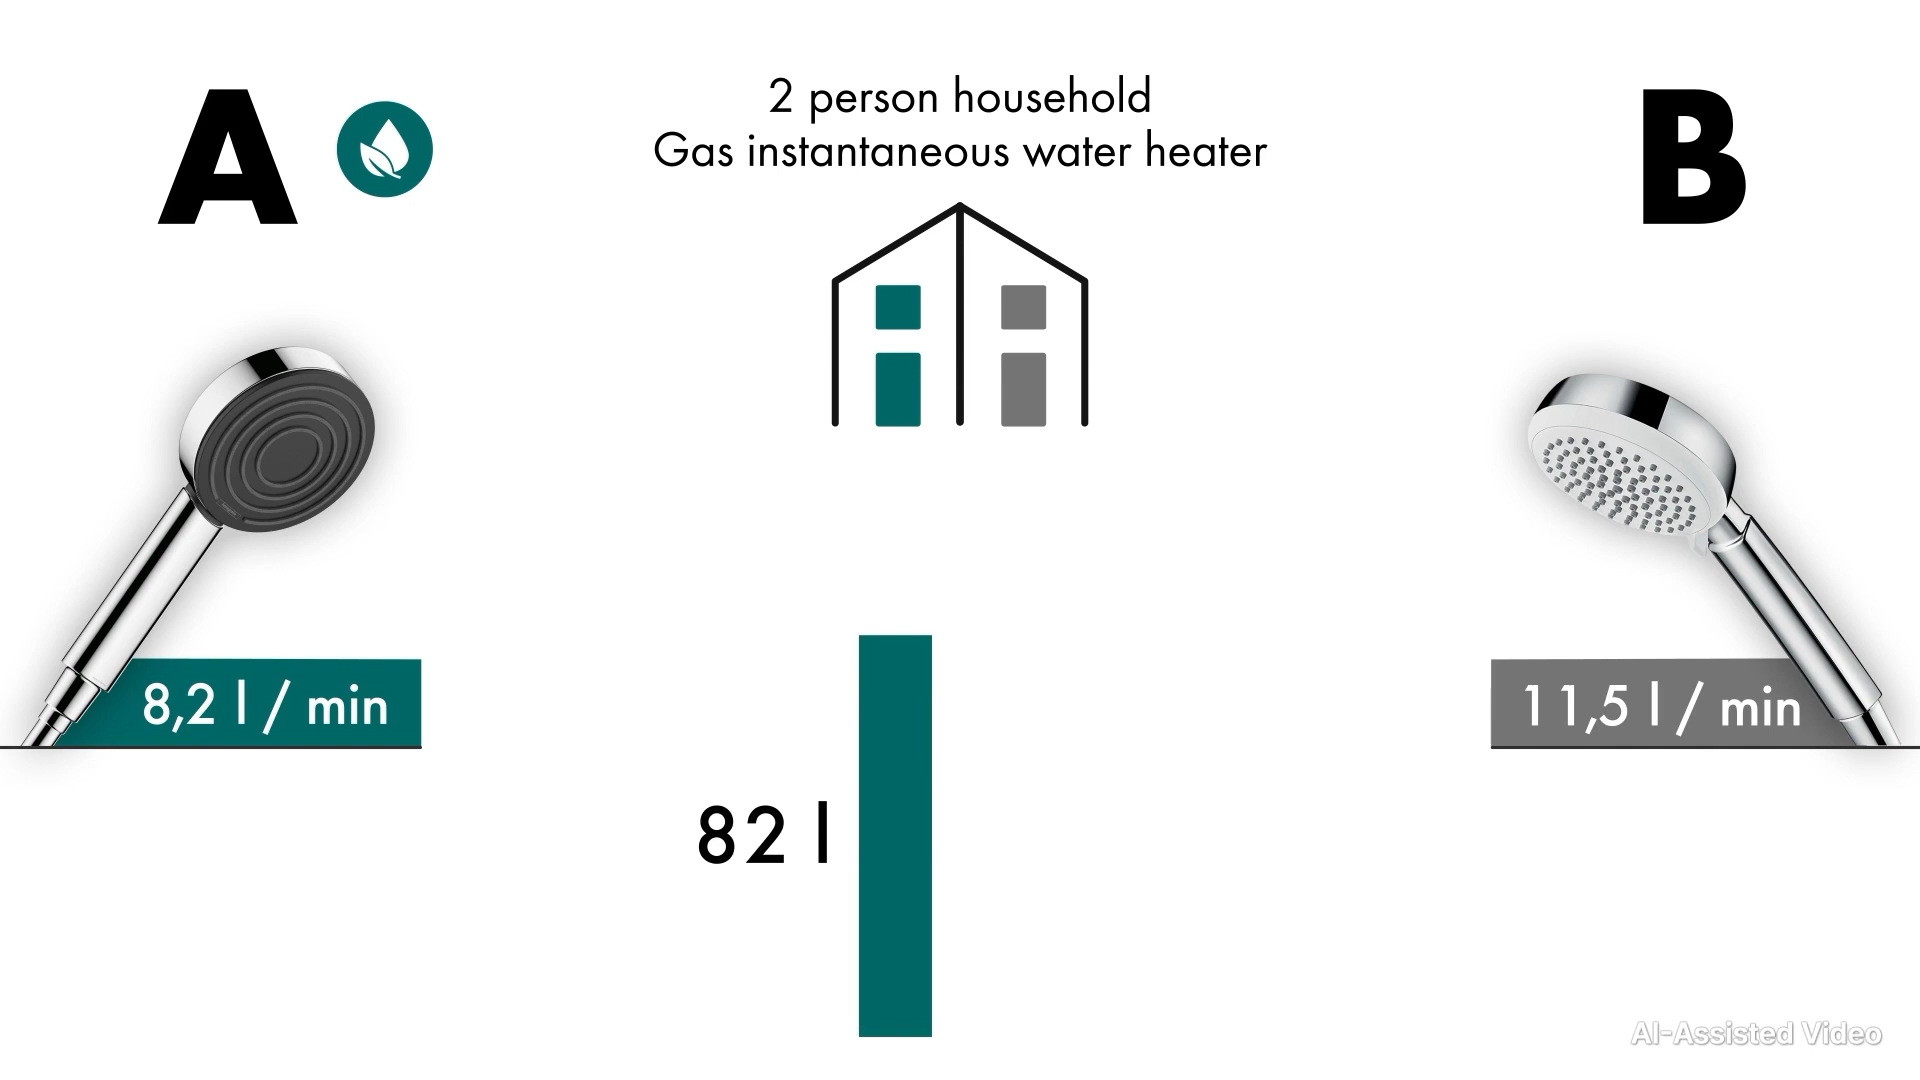 A
2 person household
Gas instantaneous water heater
B
8,2 l / min
11,5 l / min
82 l
AI-Assisted Video